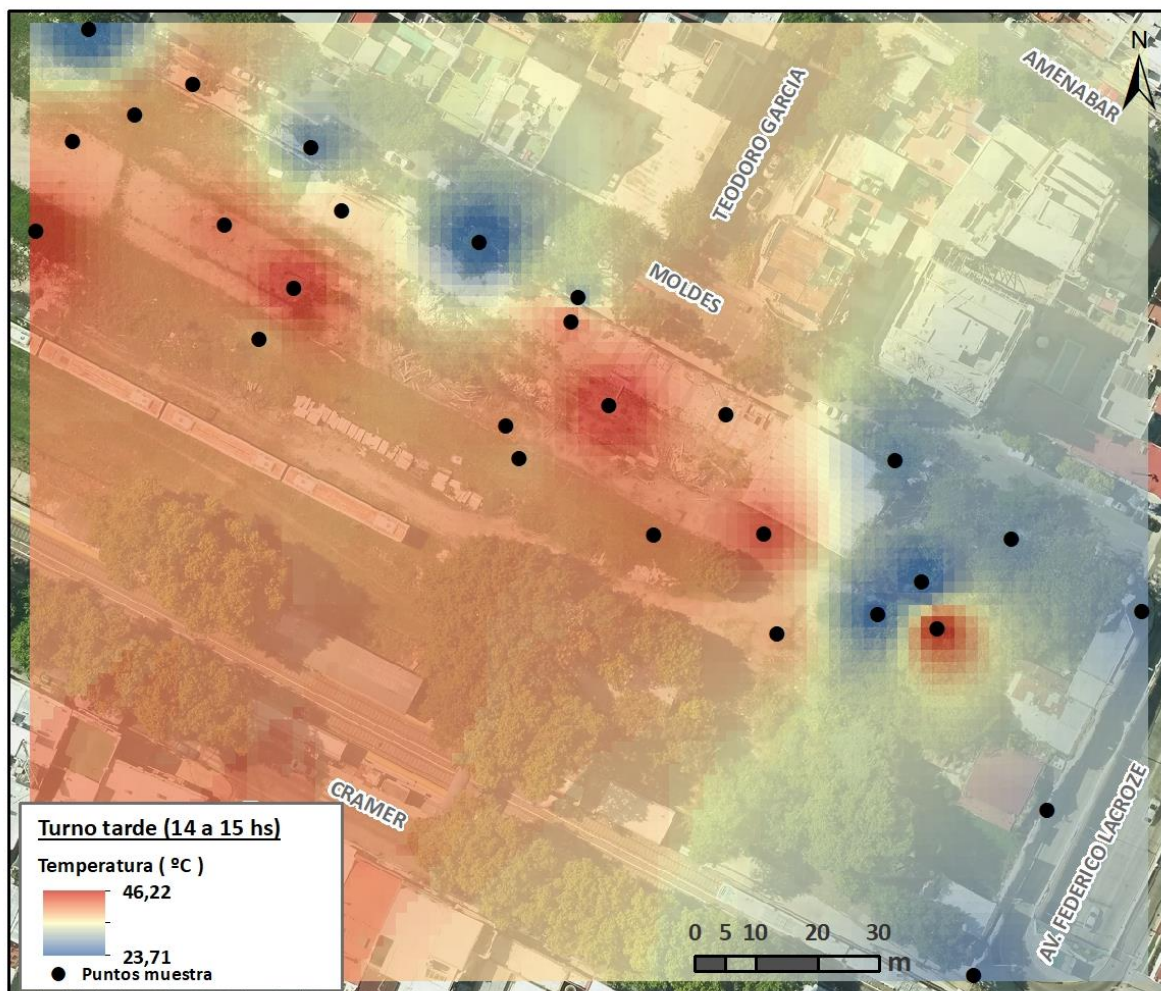 N
AMENABAR
TEODORO GARCIA
MOLDES
CRAMER
AV. FEDERICO LACROZE
Turno tarde (14 a 15 hs)
Temperatura ( ºC )
46,22
23,71
Puntos muestra
0 5 10 20 30
m